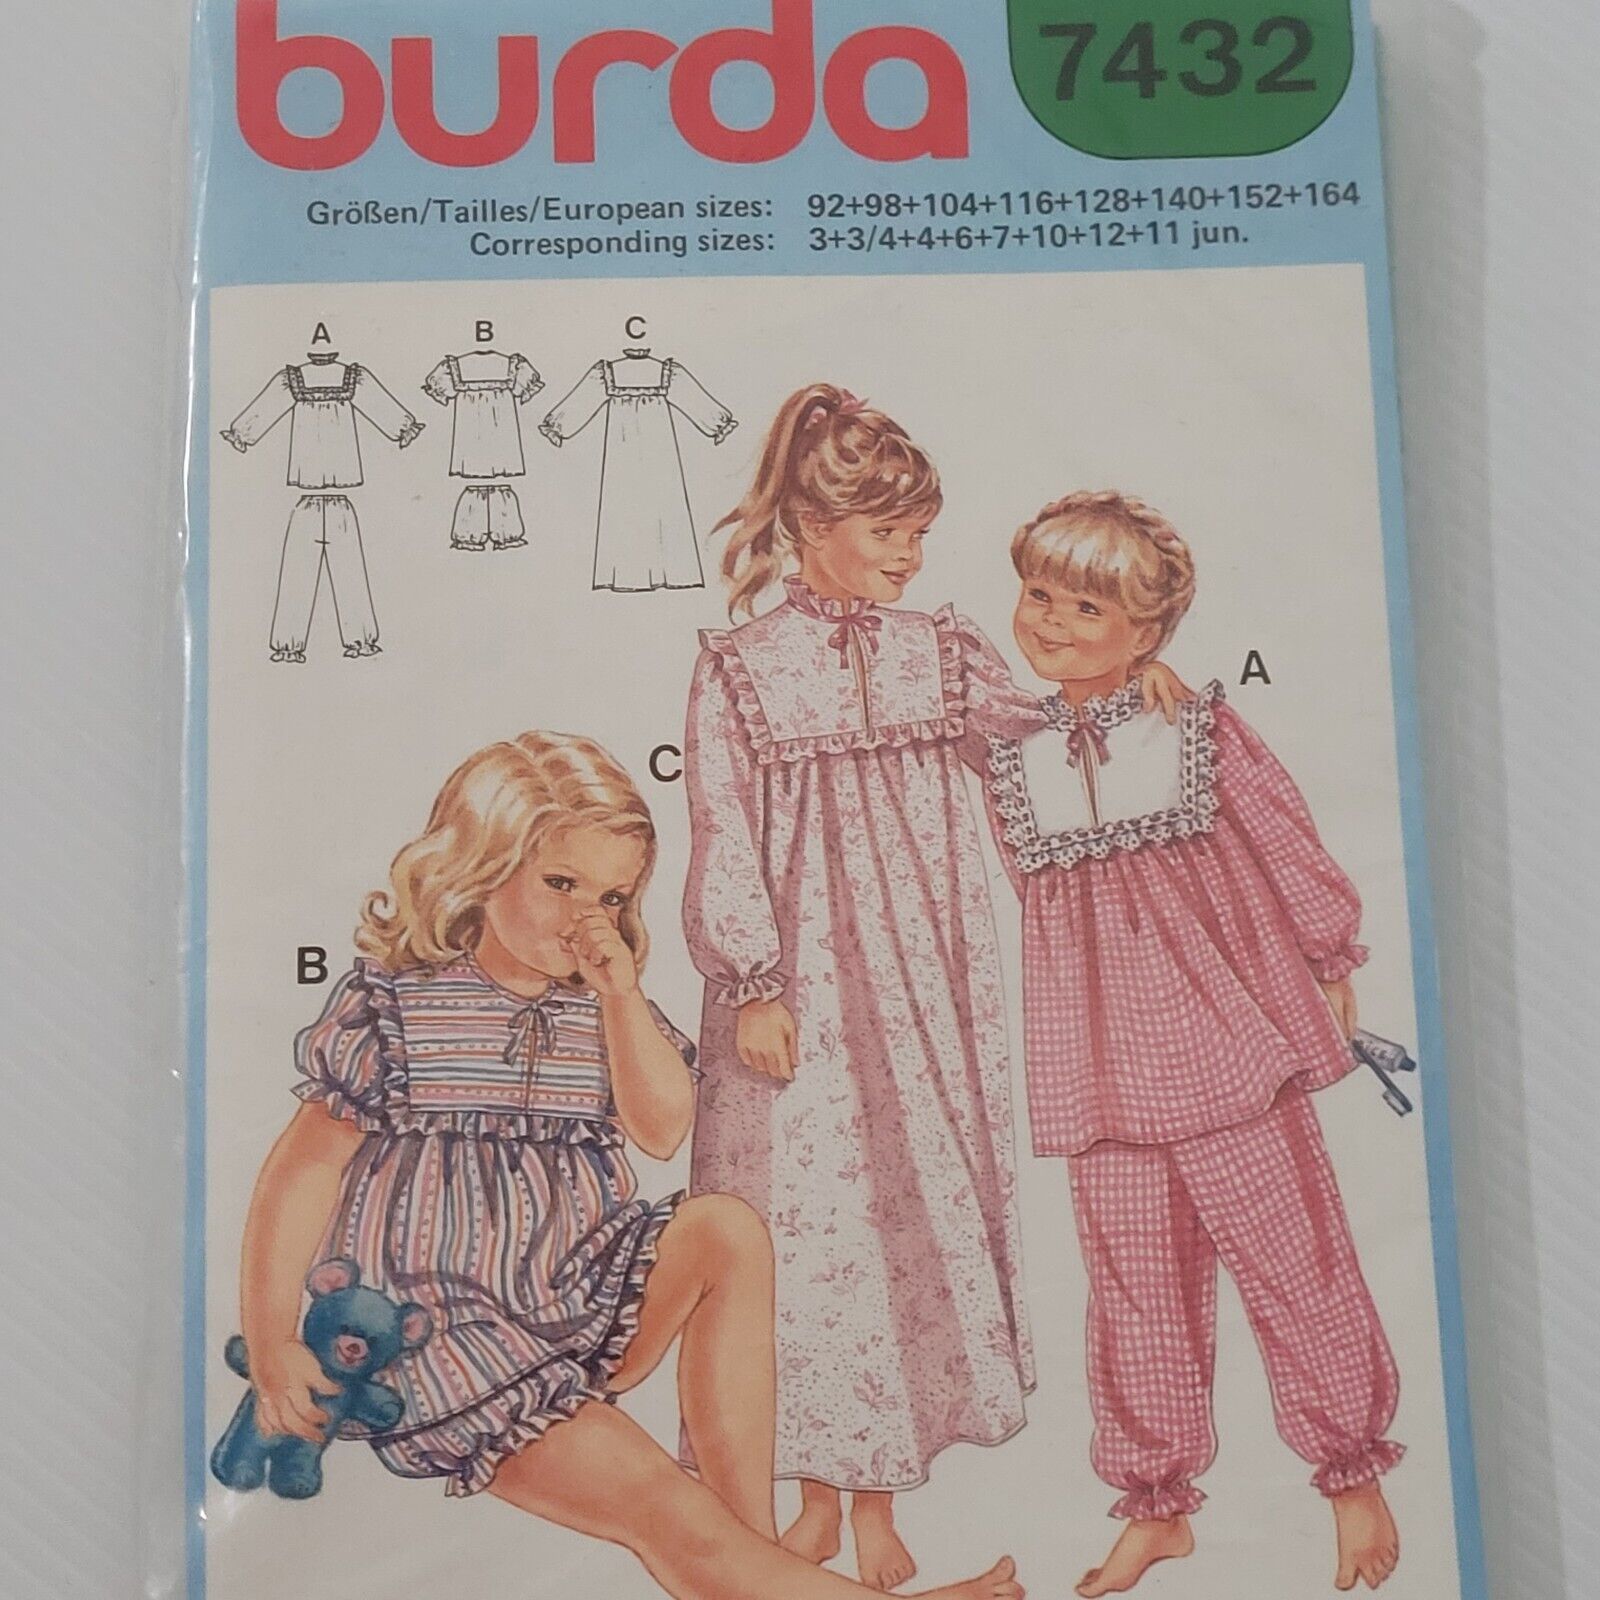 burda
7432
Größen/Tailles/European sizes: 92+98+104+116+128+140+152+164
Corresponding sizes: 3+3/4+4+6+7+10+12+11 jun.
A B C
A
C
B